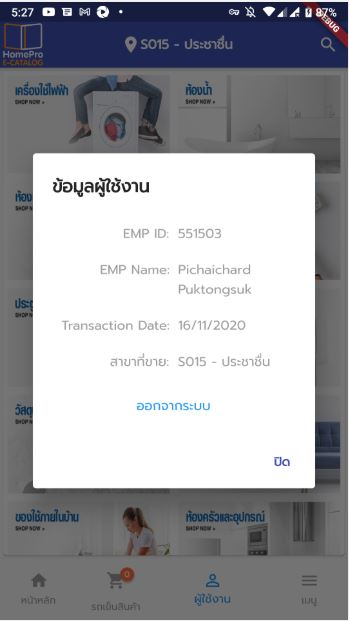 5:27
87%
DEBUG
HomePro
E-CATALOG
S015 - ประชาชื่น
เครื่องใช้ไฟฟ้า
SHOP NOW
ห้องน้ำ
SHOP NOW
ข้อมูลผู้ใช้งาน
EMP ID: 551503
EMP Name: Pichaichard
Puktongsuk
Transaction Date: 16/11/2020
สาขาที่ขาย: S015 - ประชาชื่น
ออกจากระบบ
ปิด
ของใช้ภายในบ้าน
SHOP NOW
ห้องครัวและอุปกรณ์
SHOP NOW
0
หน้าหลัก
รถเข็นสินค้า
ผู้ใช้งาน
เมนู